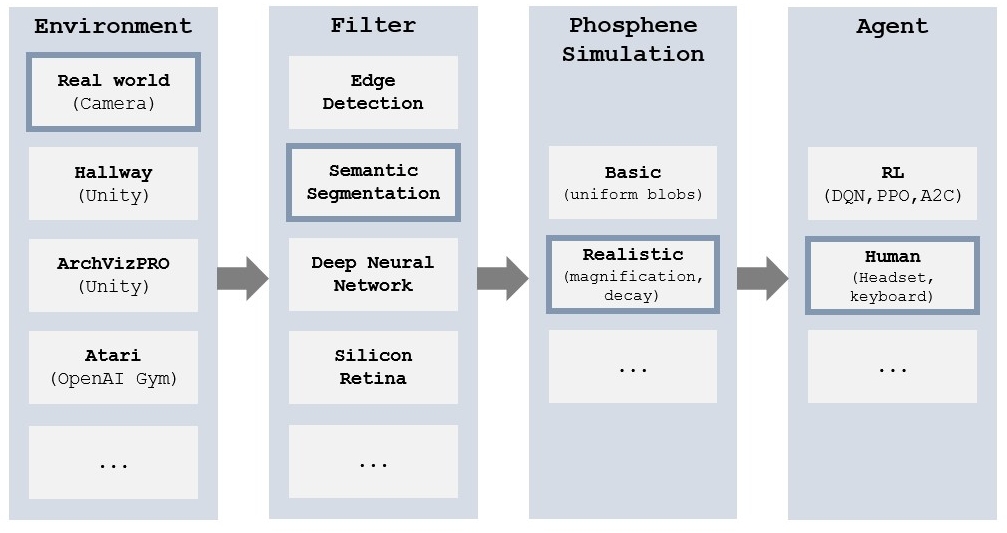 Environment
Real world
(Camera)
Hallway
(Unity)
ArchVizPRO
(Unity)
Atari
(OpenAI Gym)
...
Filter
Edge
Detection
Semantic
Segmentation
Deep Neural
Network
Silicon
Retina
...
Phosphene
Simulation
Basic
(uniform blobs)
Realistic
(magnification,
decay)
...
Agent
RL
(DQN,PPO,A2C)
Human
(Headset,
keyboard)
...